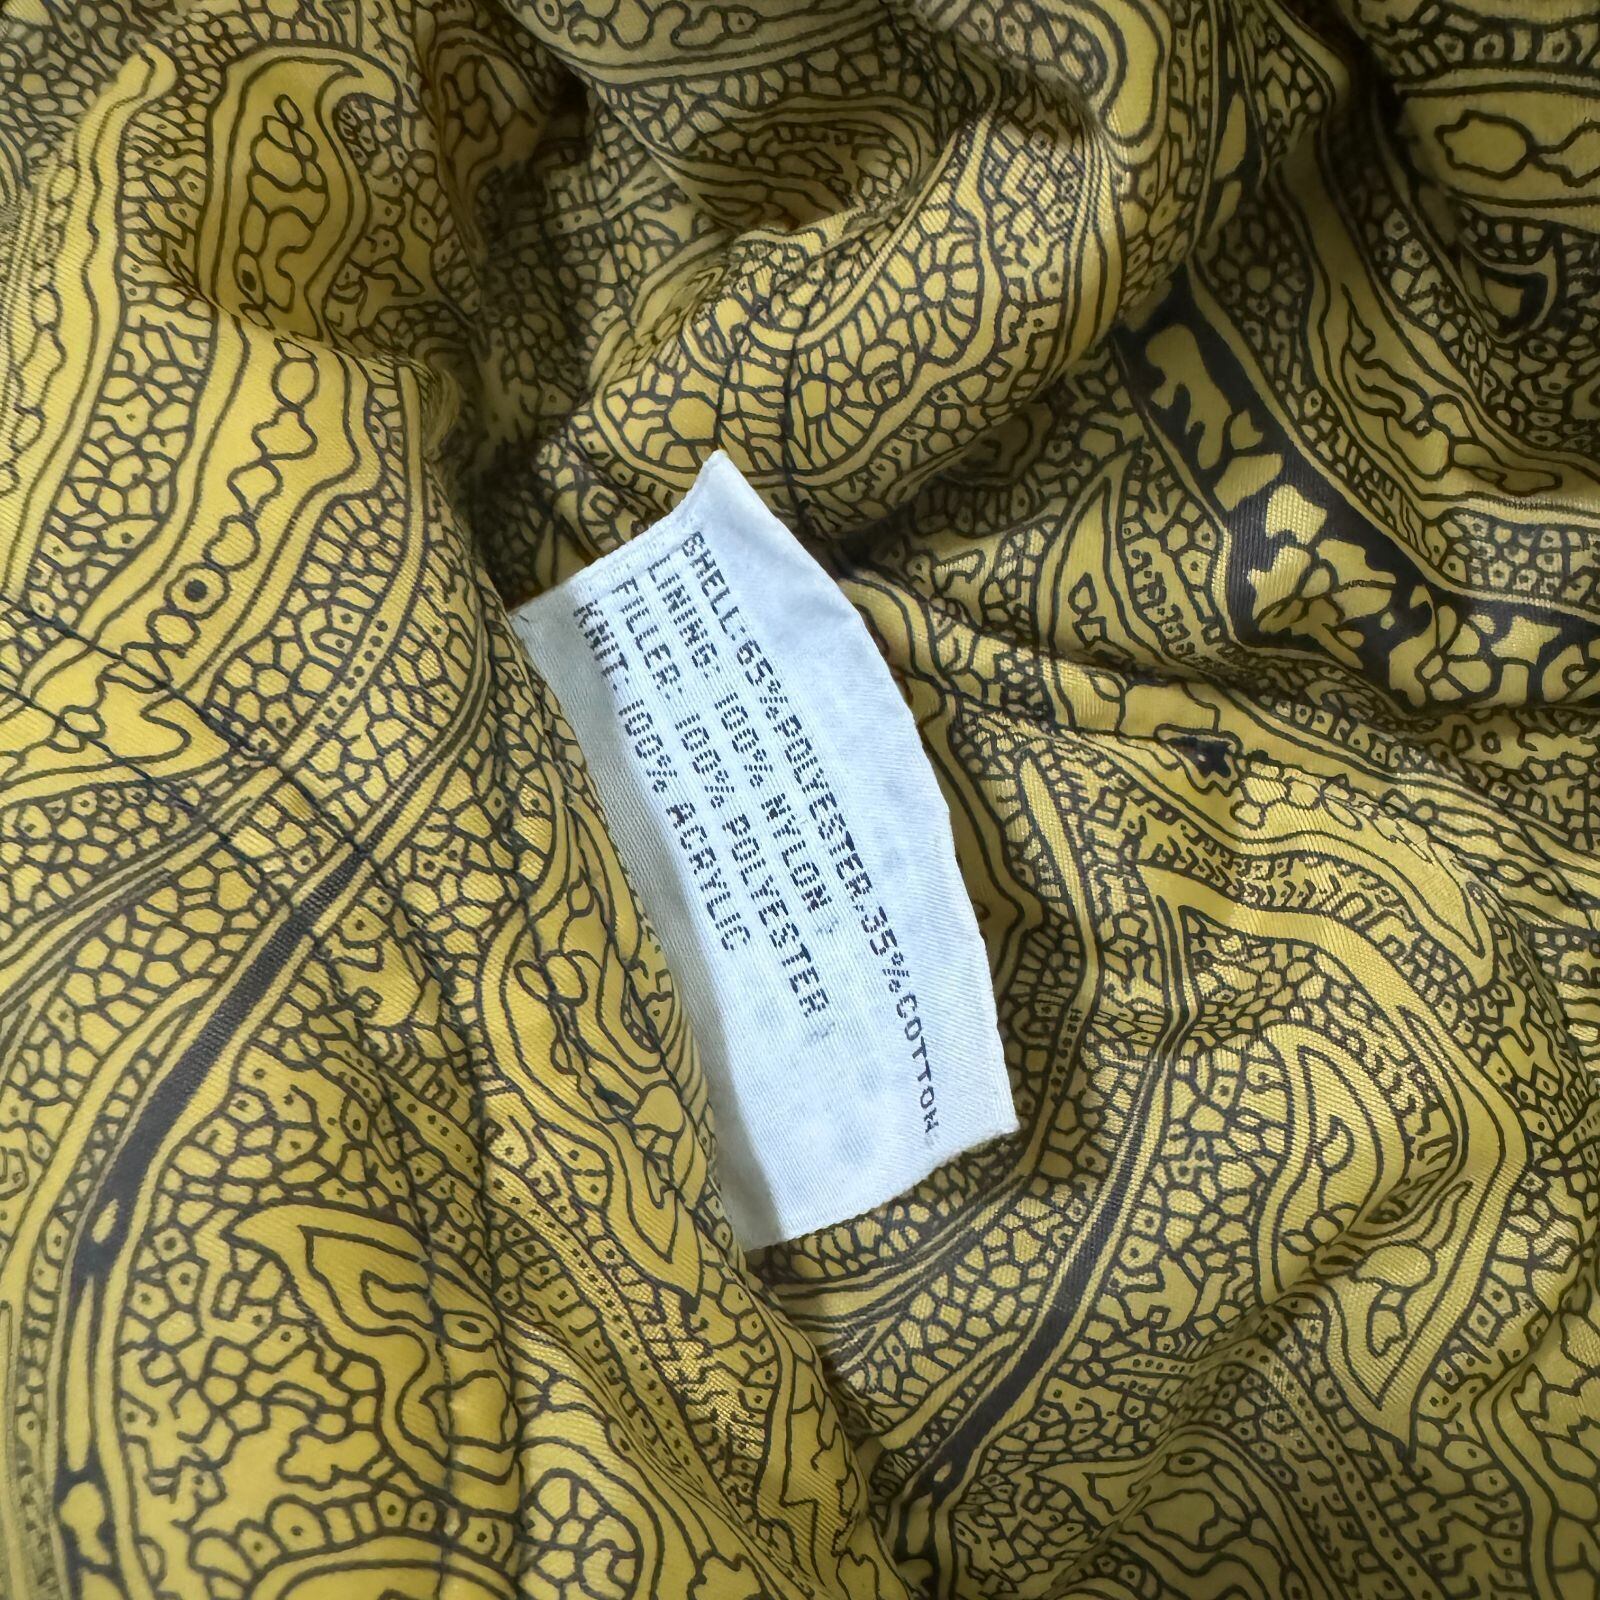 SHELL:65%POLYESTER,35%COTTON
LINING: 100% NYLON
FILLER: 100% POLYESTER
KNIT: 100% ACRYLIC